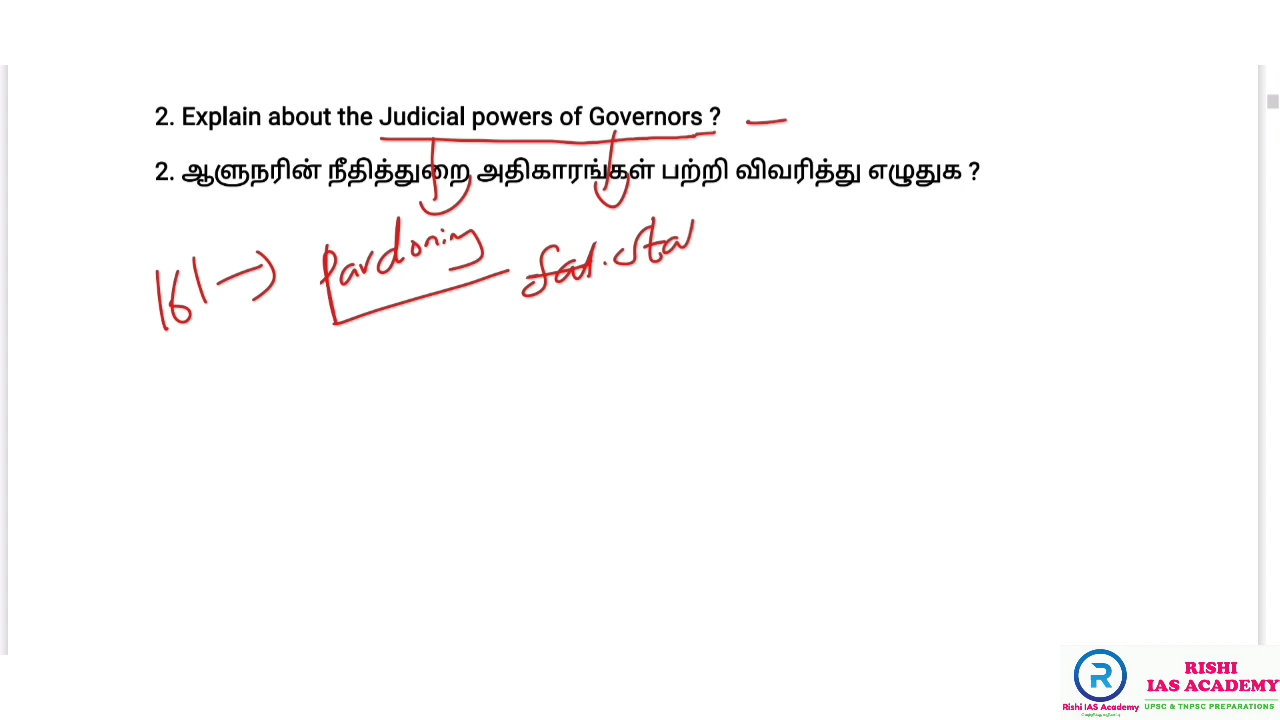 2. Explain about the Judicial powers of Governors ?
2. ஆளுநரின் நீதித்துறை அதிகாரங்கள் பற்றி விவரித்து எழுதுக ?
161 → Pardoning
RISHI
IAS ACADEMY
Rishi IAS Academy
UPSC & TNPSC PREPARATIONS